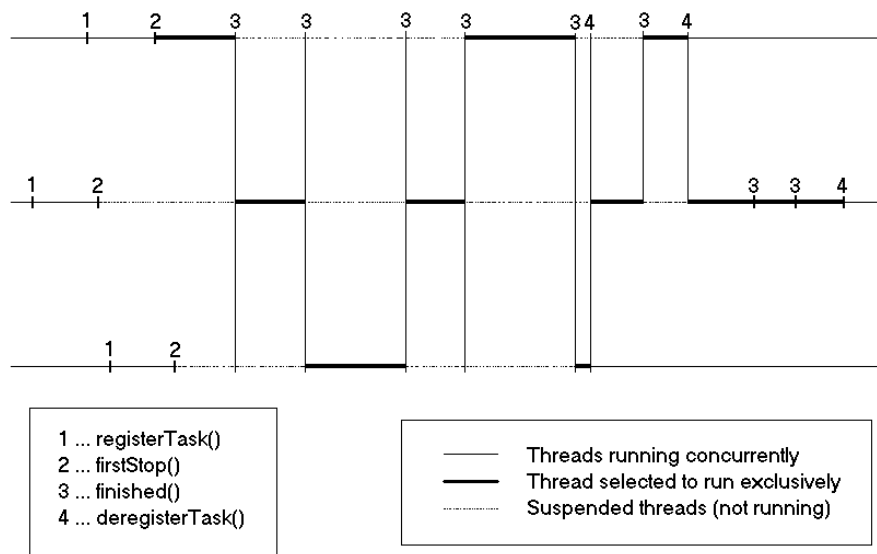 1 2 3 3 3 3 3 4 3 4
1 2 3 3 4
1 2
1 ... registerTask()
2 ... firstStop()
3 ... finished()
4 ... deregisterTask()
Threads running concurrently
Thread selected to run exclusively
Suspended threads (not running)